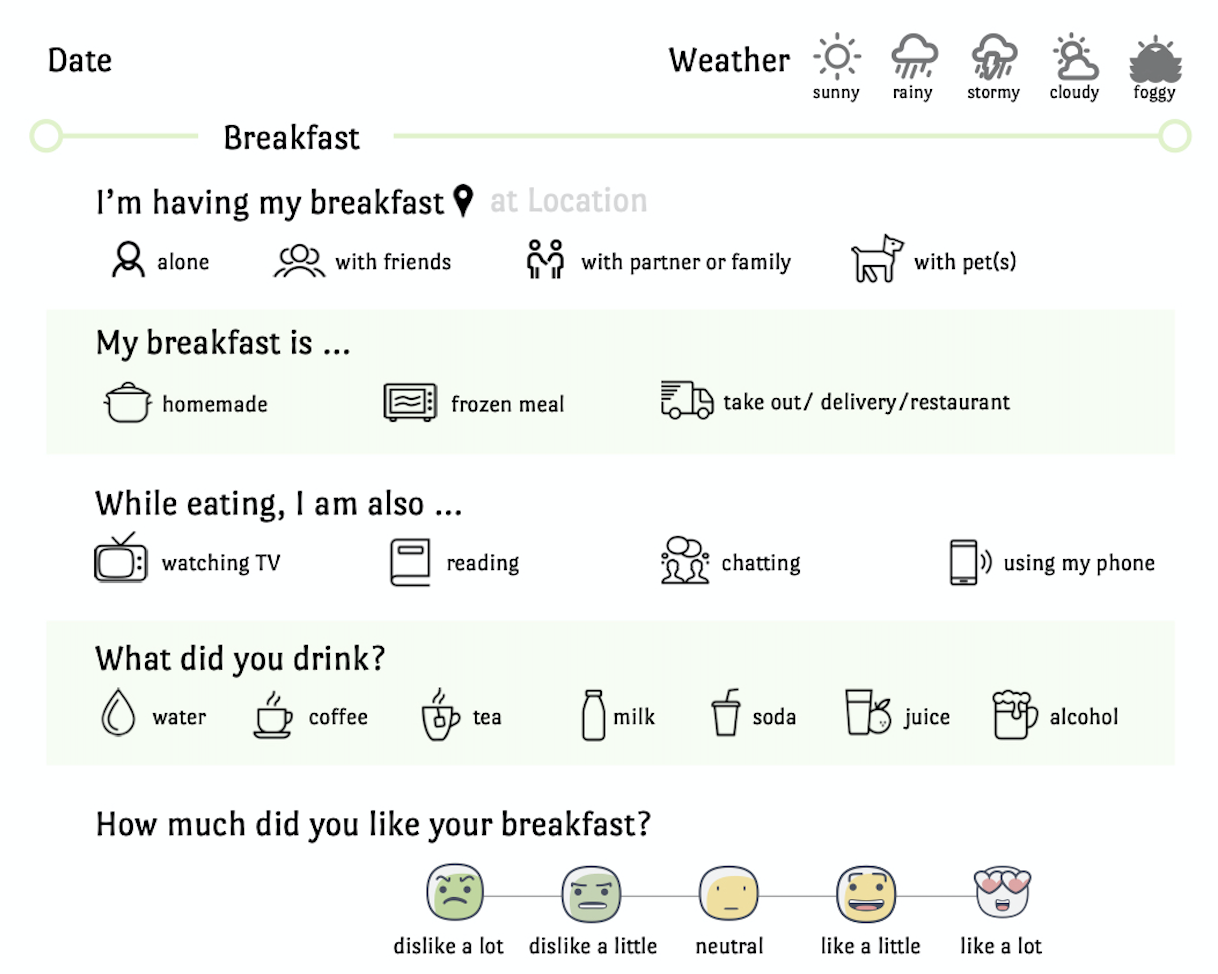 Date Weather
sunny rainy stormy cloudy foggy
Breakfast
I'm having my breakfast at Location
alone with friends with partner or family with pet(s)
My breakfast is ...
homemade frozen meal take out/ delivery/restaurant
While eating, I am also ...
watching TV reading chatting using my phone
What did you drink?
water coffee tea milk soda juice alcohol
How much did you like your breakfast?
dislike a lot dislike a little neutral like a little like a lot